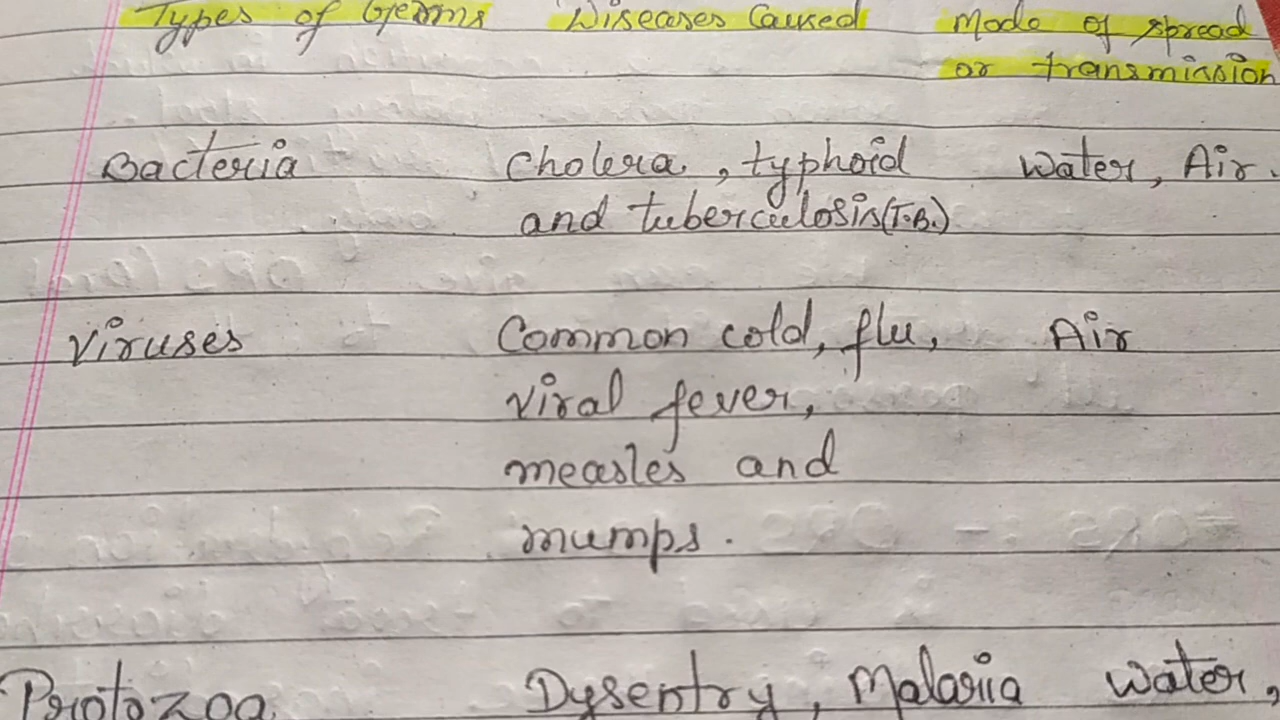 Types of Germs Diseases Caused Mode of spread
or transmission
Bacteria Cholera, typhoid Water, Air.
and tuberculosis(T.B.)
Viruses Common cold, flu, Air
viral fever,
measles and
mumps.
Protozoa Dysentry, Malaria Water,